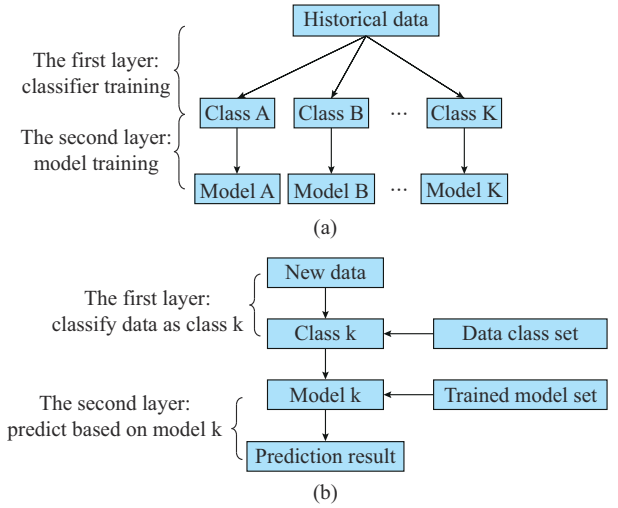 Historical data
The first layer:
classifier training
Class A
Class B
...
Class K
The second layer:
model training
Model A
Model B
...
Model K
(a)
New data
The first layer:
classify data as class k
Class k
Data class set
Model k
Trained model set
The second layer:
predict based on model k
Prediction result
(b)